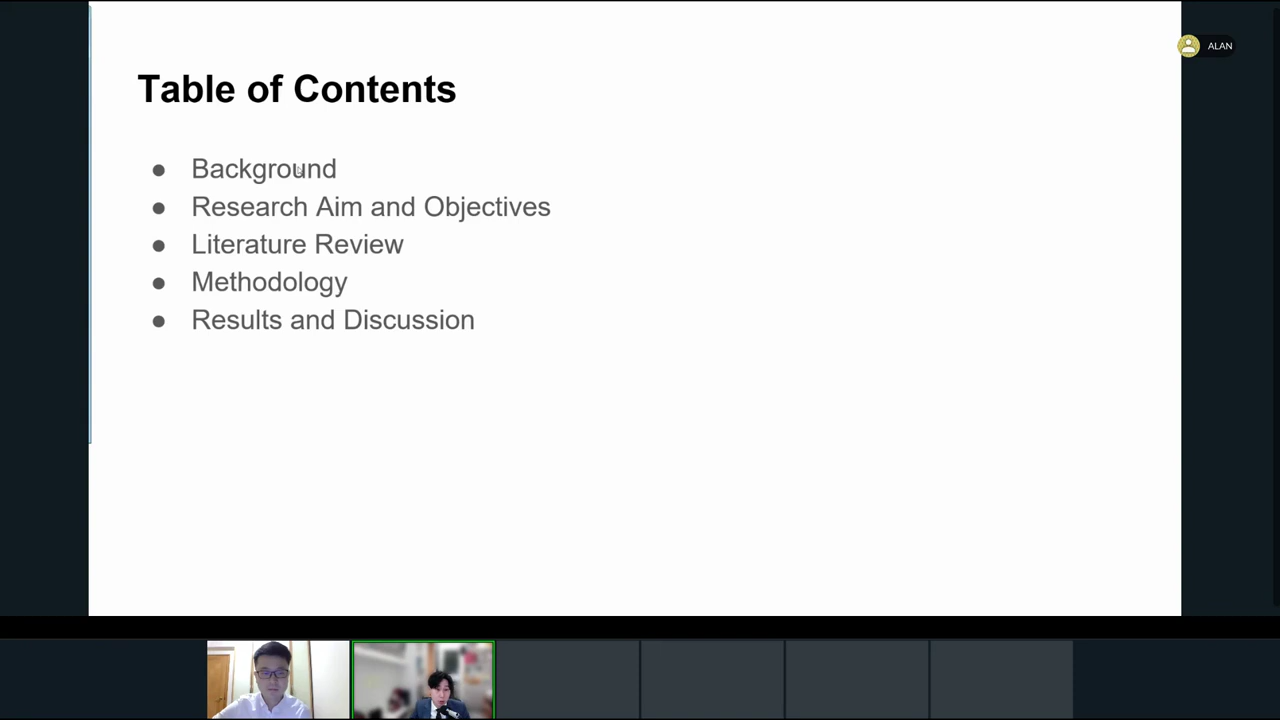 ALAN
Table of Contents
● Background
● Research Aim and Objectives
● Literature Review
● Methodology
● Results and Discussion